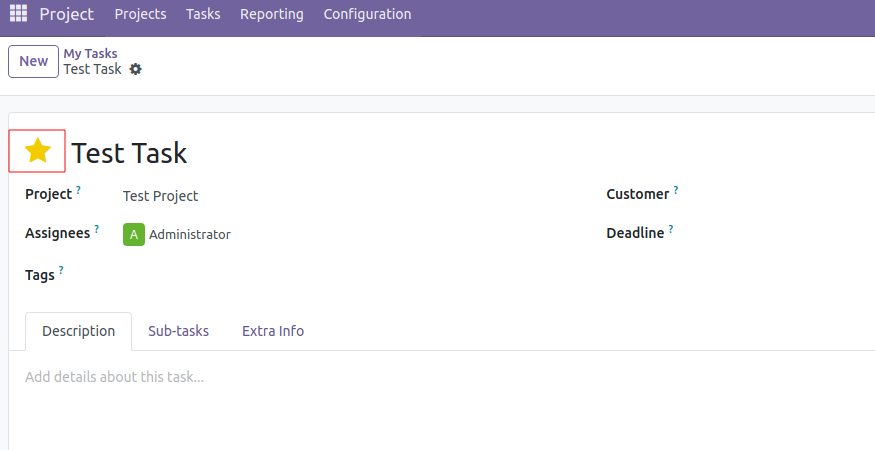 Project Projects Tasks Reporting Configuration
New
My Tasks
Test Task
Test Task
Project ? Test Project
Customer ?
Assignees ? A Administrator
Deadline ?
Tags ?
Description Sub-tasks Extra Info
Add details about this task...